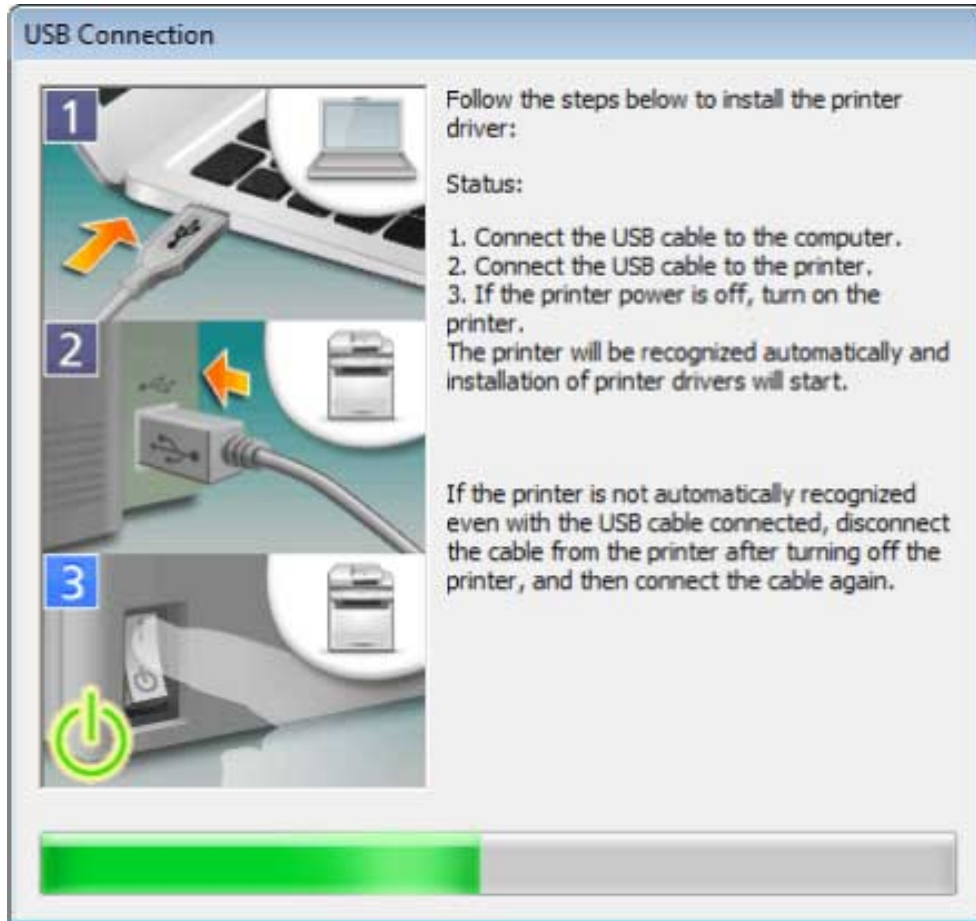 USB Connection
1
2
3
Follow the steps below to install the printer
driver:
Status:
1. Connect the USB cable to the computer.
2. Connect the USB cable to the printer.
3. If the printer power is off, turn on the
printer.
The printer will be recognized automatically and
installation of printer drivers will start.
If the printer is not automatically recognized
even with the USB cable connected, disconnect
the cable from the printer after turning off the
printer, and then connect the cable again.